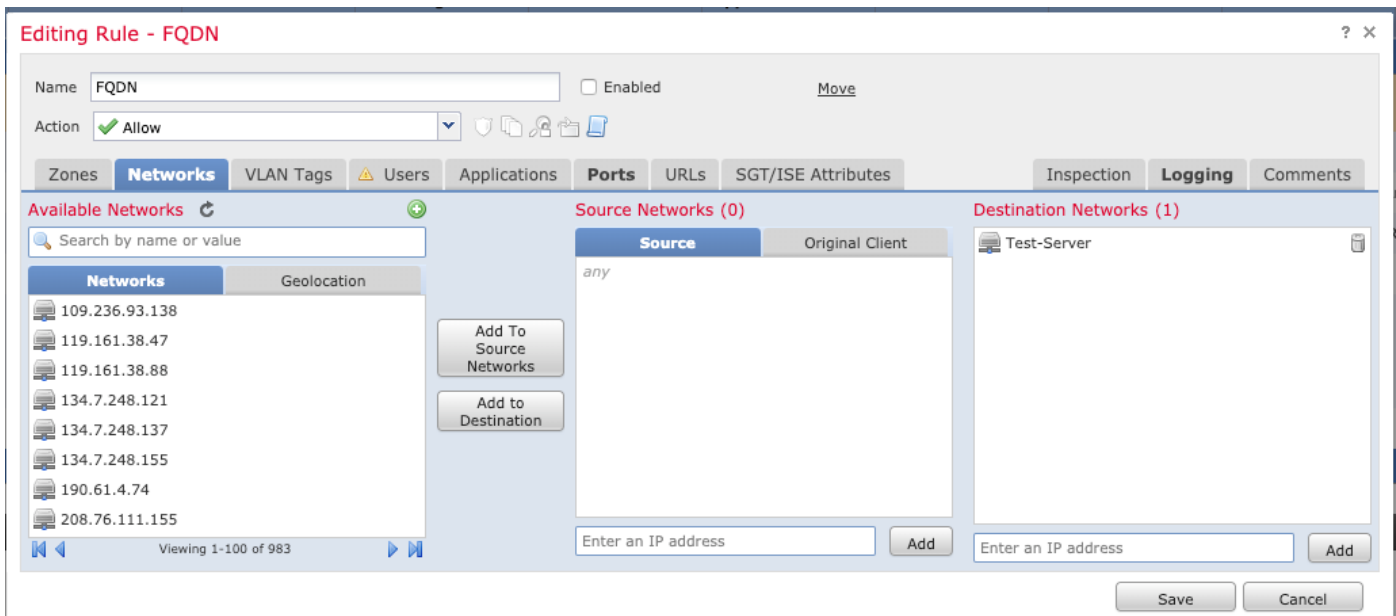 Editing Rule - FQDN ? ×
Name FQDN Enabled Move
Action Allow
Zones Networks VLAN Tags Users Applications Ports URLs SGT/ISE Attributes Inspection Logging Comments
Available Networks
Search by name or value
Networks Geolocation
109.236.93.138
119.161.38.47
119.161.38.88
134.7.248.121
134.7.248.137
134.7.248.155
190.61.4.74
208.76.111.155
Viewing 1-100 of 983
Add To
Source
Networks
Add to
Destination
Source Networks (0)
Source Original Client
any
Enter an IP address Add
Destination Networks (1)
Test-Server
Enter an IP address Add
Save Cancel